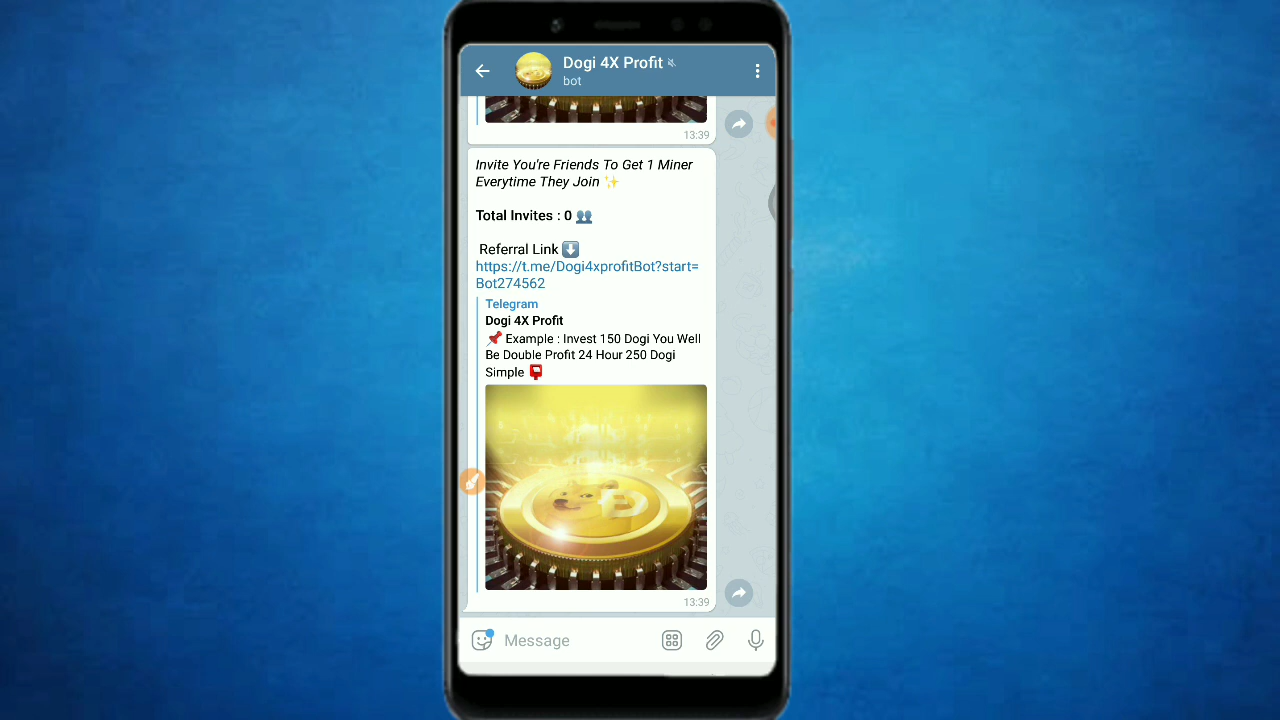 Dogi 4X Profit
bot
13:39
Invite You're Friends To Get 1 Miner
Everytime They Join ✨
Total Invites : 0 👥
Referral Link ⬇️
https://t.me/Dogi4xprofitBot?start=
Bot274562
Telegram
Dogi 4X Profit
📌 Example : Invest 150 Dogi You Well
Be Double Profit 24 Hour 250 Dogi
Simple 📮
13:39
Message